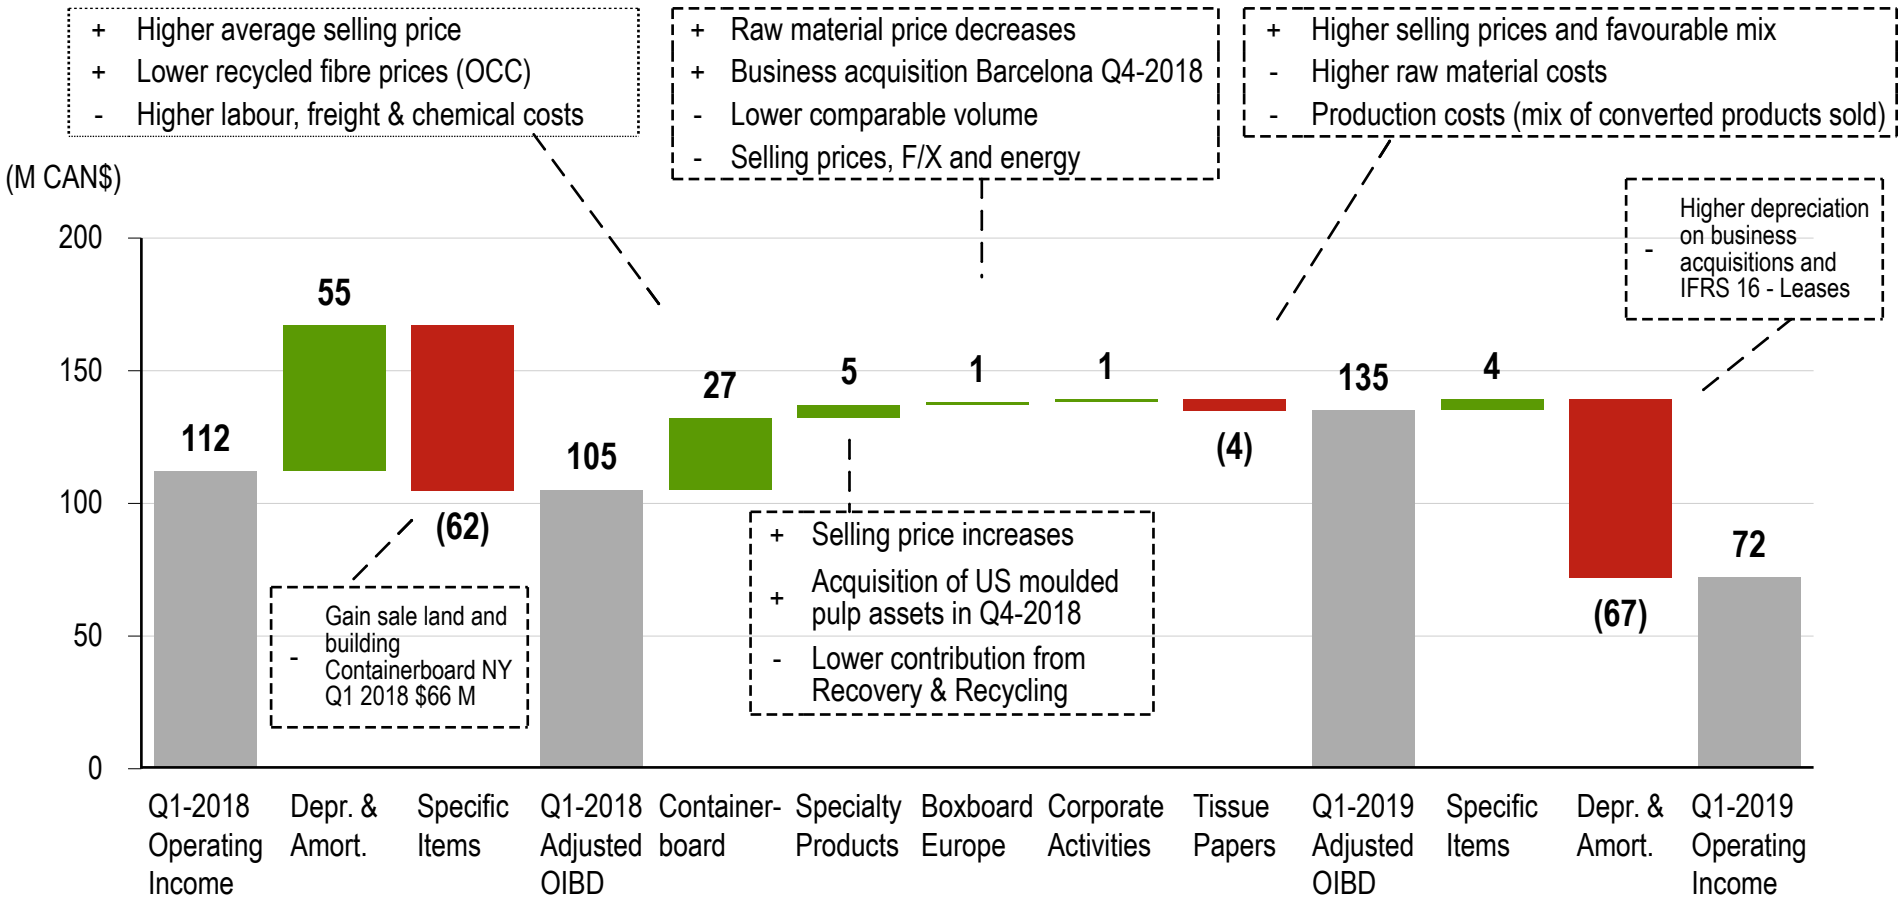 + Higher average selling price
+ Lower recycled fibre prices (OCC)
- Higher labour, freight & chemical costs
+ Raw material price decreases
+ Business acquisition Barcelona Q4-2018
- Lower comparable volume
- Selling prices, F/X and energy
+ Higher selling prices and favourable mix
- Higher raw material costs
- Production costs (mix of converted products sold)
(M CAN$)
Higher depreciation
on business
- acquisitions and
IFRS 16 - Leases
200
150
100
50
0
112
55
(62)
105
27
5
1
1
(4)
135
4
(67)
72
Gain sale land and
building
- Containerboard NY
Q1 2018 $66 M
+ Selling price increases
+ Acquisition of US moulded
pulp assets in Q4-2018
- Lower contribution from
Recovery & Recycling
Q1-2018
Operating
Income
Depr. &
Amort.
Specific
Items
Q1-2018
Adjusted
OIBD
Container-
board
Specialty
Products
Boxboard
Europe
Corporate
Activities
Tissue
Papers
Q1-2019
Adjusted
OIBD
Specific
Items
Depr. &
Amort.
Q1-2019
Operating
Income